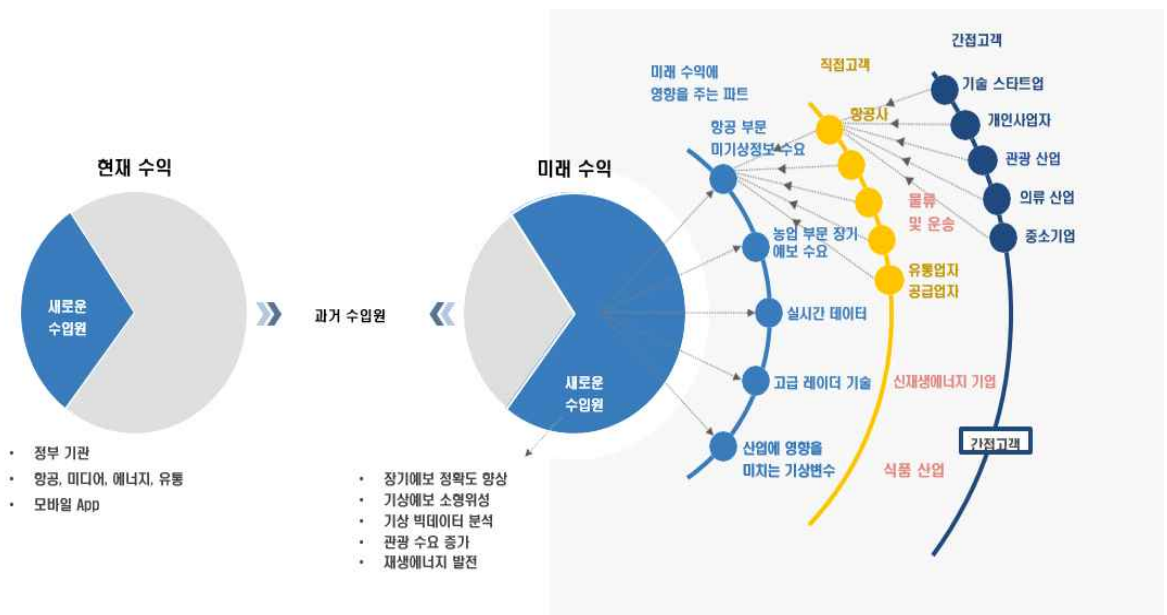 현재 수익
새로운
수입원
정부 기관
항공, 미디어, 에너지, 유통
모바일 App
과거 수입원
미래 수익
새로운
수입원
장기예보 정확도 향상
기상예보 소형위성
기상 빅데이터 분석
관광 수요 증가
재생에너지 발전
미래 수익에
영향을 주는 파트
항공 부문
미기상정보 수요
농업 부문 장기
예보 수요
실시간 데이터
고급 레이더 기술
산업에 영향을
미치는 기상변수
직접고객
항공사
물류
및 운송
유통업자
공급업자
신재생에너지 기업
식품 산업
간접고객
기술 스타트업
개인사업자
관광 산업
의류 산업
중소기업
간접고객